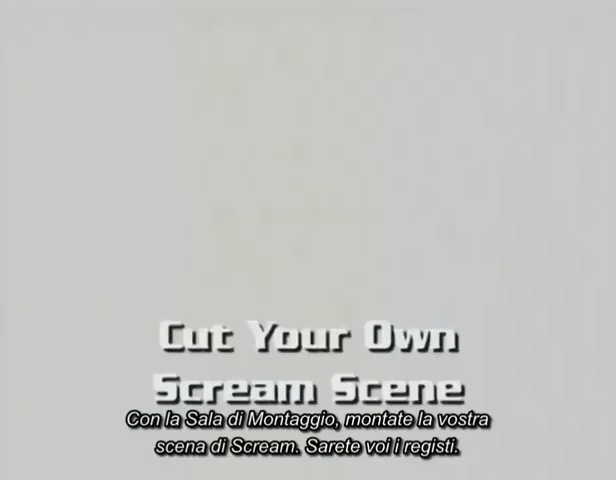 Cut Your Own
Scream Scene
Con la Sala di Montaggio, montate la vostra
scena di Scream. Sarete voi i registi.